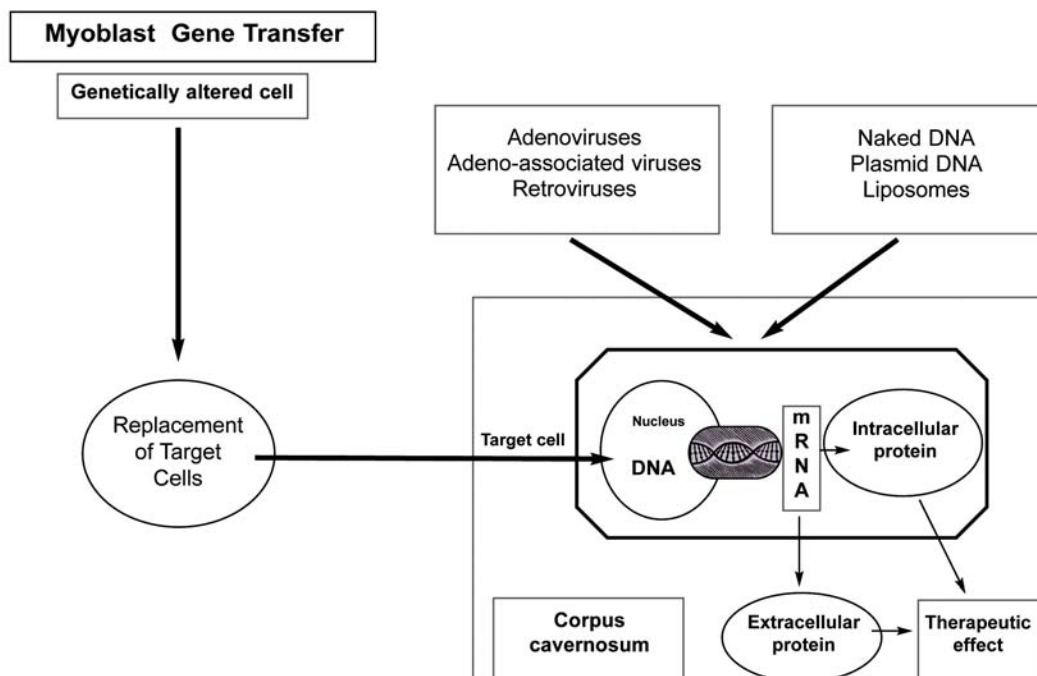 Myoblast Gene Transfer
Genetically altered cell
Adenoviruses
Adeno-associated viruses
Retroviruses
Naked DNA
Plasmid DNA
Liposomes
Replacement
of Target
Cells
Target cell
Nucleus
DNA
m
R
N
A
Intracellular
protein
Corpus
cavernosum
Extracellular
protein
Therapeutic
effect